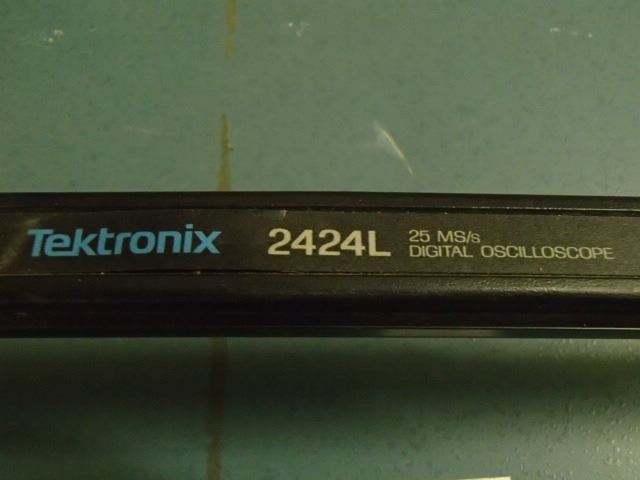 Tektronix 2424L 25 MS/s
DIGITAL OSCILLOSCOPE